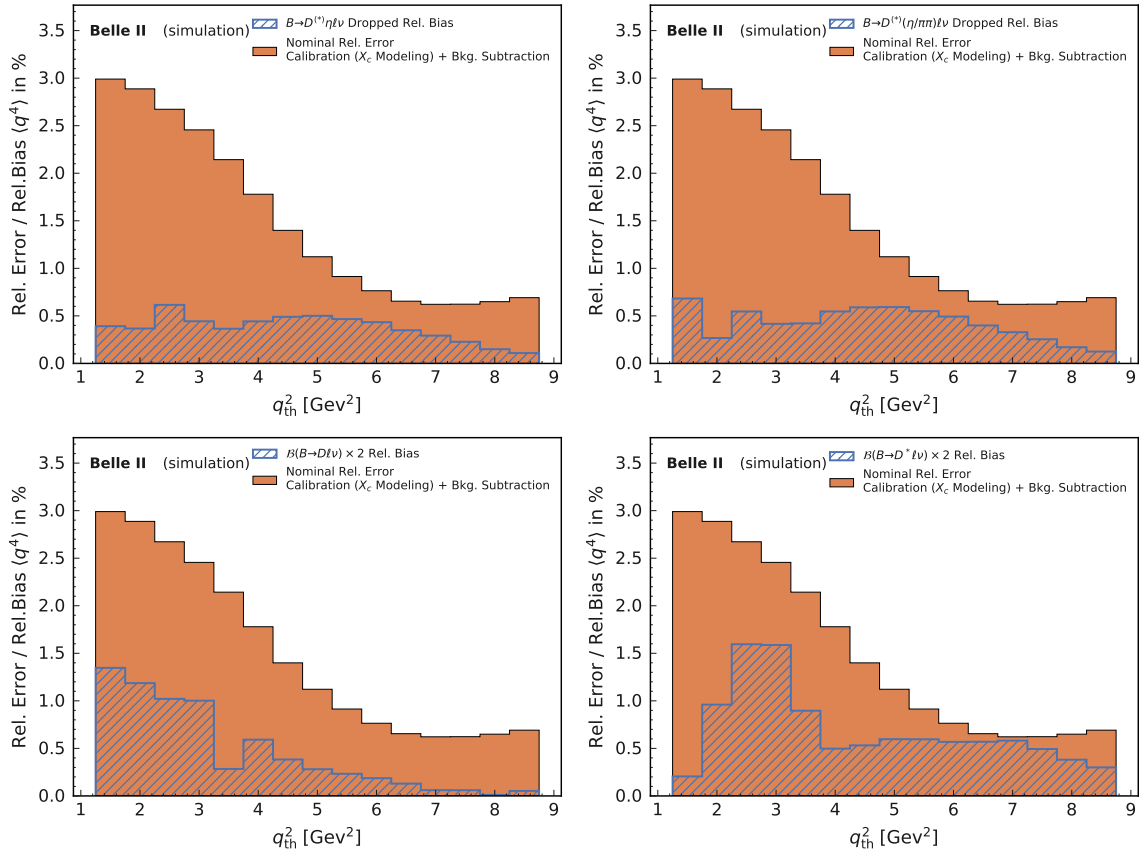 Belle II (simulation)
B→D(*)ηℓν Dropped Rel. Bias
Nominal Rel. Error
Calibration (Xc Modeling) + Bkg. Subtraction
Rel. Error / Rel.Bias ⟨q⁴⟩ in %
3.5
3.0
2.5
2.0
1.5
1.0
0.5
0.0
1 2 3 4 5 6 7 8 9
q²th [Gev²]
Belle II (simulation)
B→D(*)(η/ππ)ℓν Dropped Rel. Bias
Nominal Rel. Error
Calibration (Xc Modeling) + Bkg. Subtraction
Rel. Error / Rel.Bias ⟨q⁴⟩ in %
3.5
3.0
2.5
2.0
1.5
1.0
0.5
0.0
1 2 3 4 5 6 7 8 9
q²th [Gev²]
Belle II (simulation)
ℬ(B→Dℓν) × 2 Rel. Bias
Nominal Rel. Error
Calibration (Xc Modeling) + Bkg. Subtraction
Rel. Error / Rel.Bias ⟨q⁴⟩ in %
3.5
3.0
2.5
2.0
1.5
1.0
0.5
0.0
1 2 3 4 5 6 7 8 9
q²th [Gev²]
Belle II (simulation)
ℬ(B→D*ℓν) × 2 Rel. Bias
Nominal Rel. Error
Calibration (Xc Modeling) + Bkg. Subtraction
Rel. Error / Rel.Bias ⟨q⁴⟩ in %
3.5
3.0
2.5
2.0
1.5
1.0
0.5
0.0
1 2 3 4 5 6 7 8 9
q²th [Gev²]